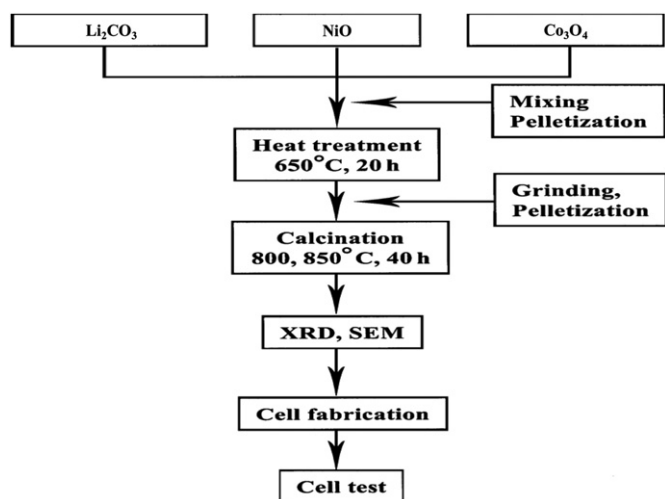 Li₂CO₃
NiO
Co₃O₄
Mixing
Pelletization
Heat treatment
650°C, 20 h
Grinding,
Pelletization
Calcination
800, 850°C, 40 h
XRD, SEM
Cell fabrication
Cell test